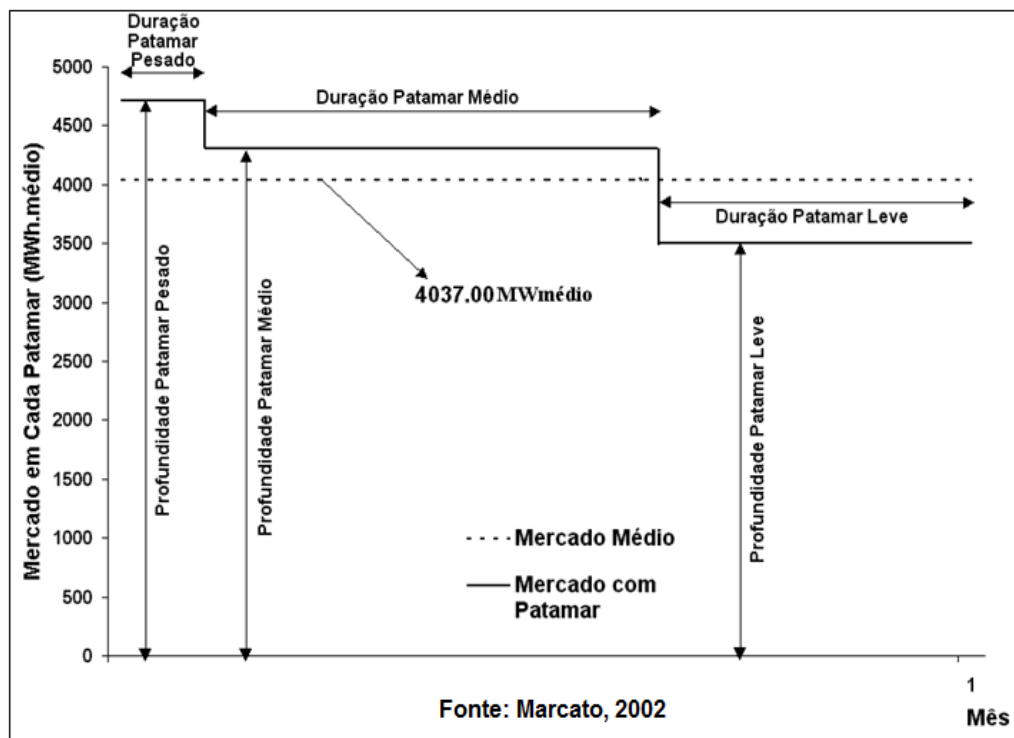 Duração
Patamar
Pesado
Duração Patamar Médio
Duração Patamar Leve
5000
4500
4000
3500
3000
2500
2000
1500
1000
500
0
Mercado em Cada Patamar (MWh.médio)
Profundidade Patamar Pesado
Profundidade Patamar Médio
Profundidade Patamar Leve
4037.00 MWmédio
Mercado Médio
Mercado com
Patamar
1
Mês
Fonte: Marcato, 2002